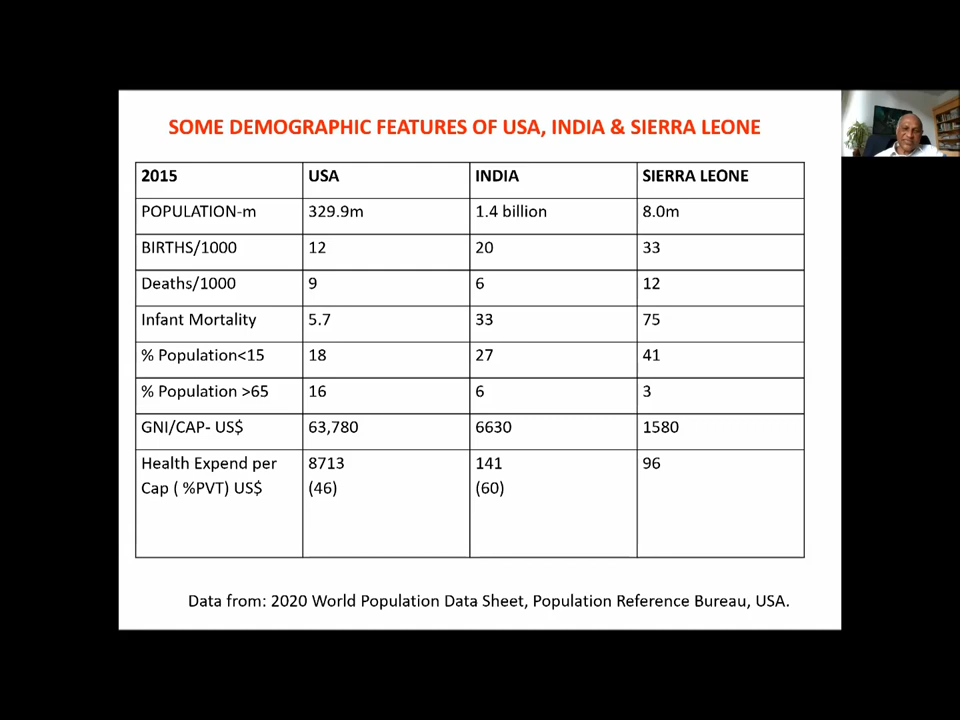 SOME DEMOGRAPHIC FEATURES OF USA, INDIA & SIERRA LEONE
2015 USA INDIA SIERRA LEONE
POPULATION-m 329.9m 1.4 billion 8.0m
BIRTHS/1000 12 20 33
Deaths/1000 9 6 12
Infant Mortality 5.7 33 75
% Population<15 18 27 41
% Population >65 16 6 3
GNI/CAP- US$ 63,780 6630 1580
Health Expend per 8713 141 96
Cap ( %PVT) US$ (46) (60)
Data from: 2020 World Population Data Sheet, Population Reference Bureau, USA.